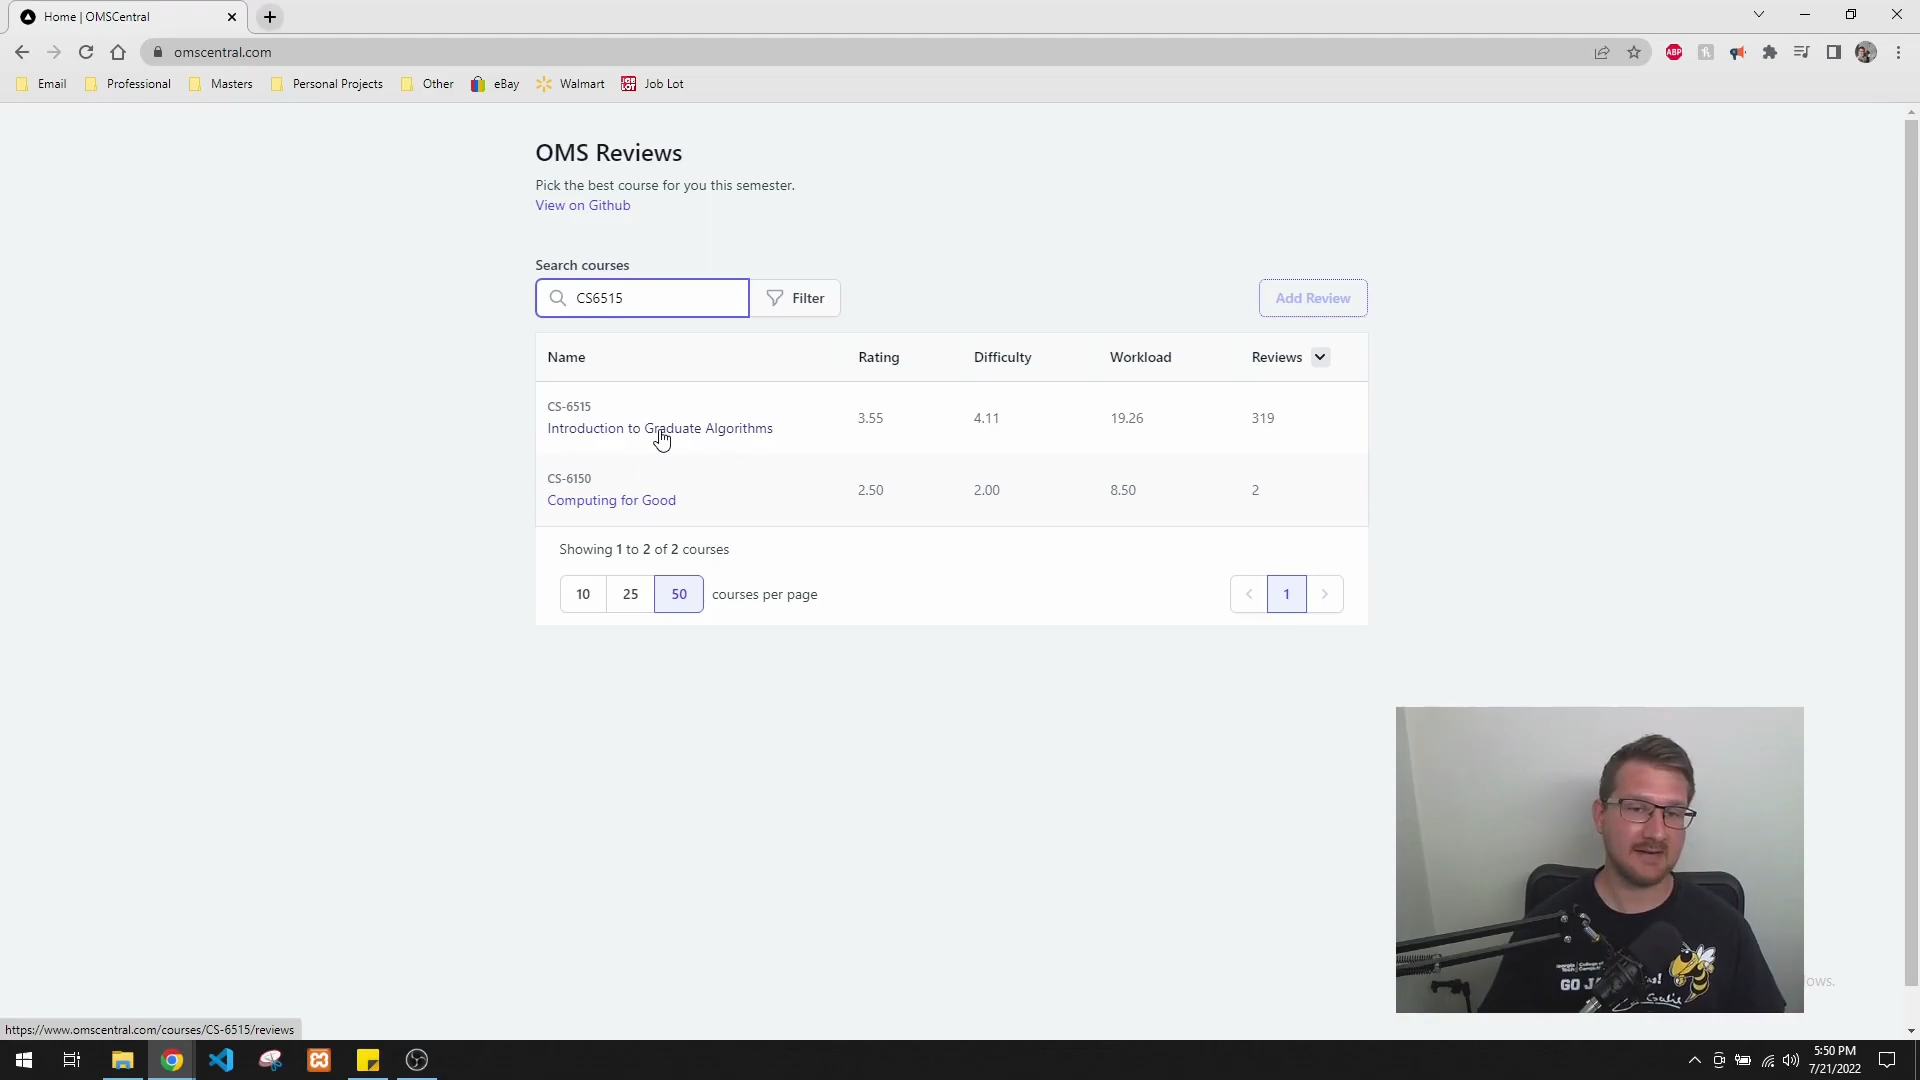 Home | OMSCentral
omscentral.com
ABP
Email
Professional
Masters
Personal Projects
Other
eBay
Walmart
Job Lot
OMS Reviews
Pick the best course for you this semester.
View on Github
Search courses
CS6515
Filter
Add Review
Name Rating Difficulty Workload Reviews
CS-6515
Introduction to Graduate Algorithms 3.55 4.11 19.26 319
CS-6150
Computing for Good 2.50 2.00 8.50 2
Showing 1 to 2 of 2 courses
10 25 50 courses per page
1
ows.
https://www.omscentral.com/courses/CS-6515/reviews
5:50 PM
7/21/2022